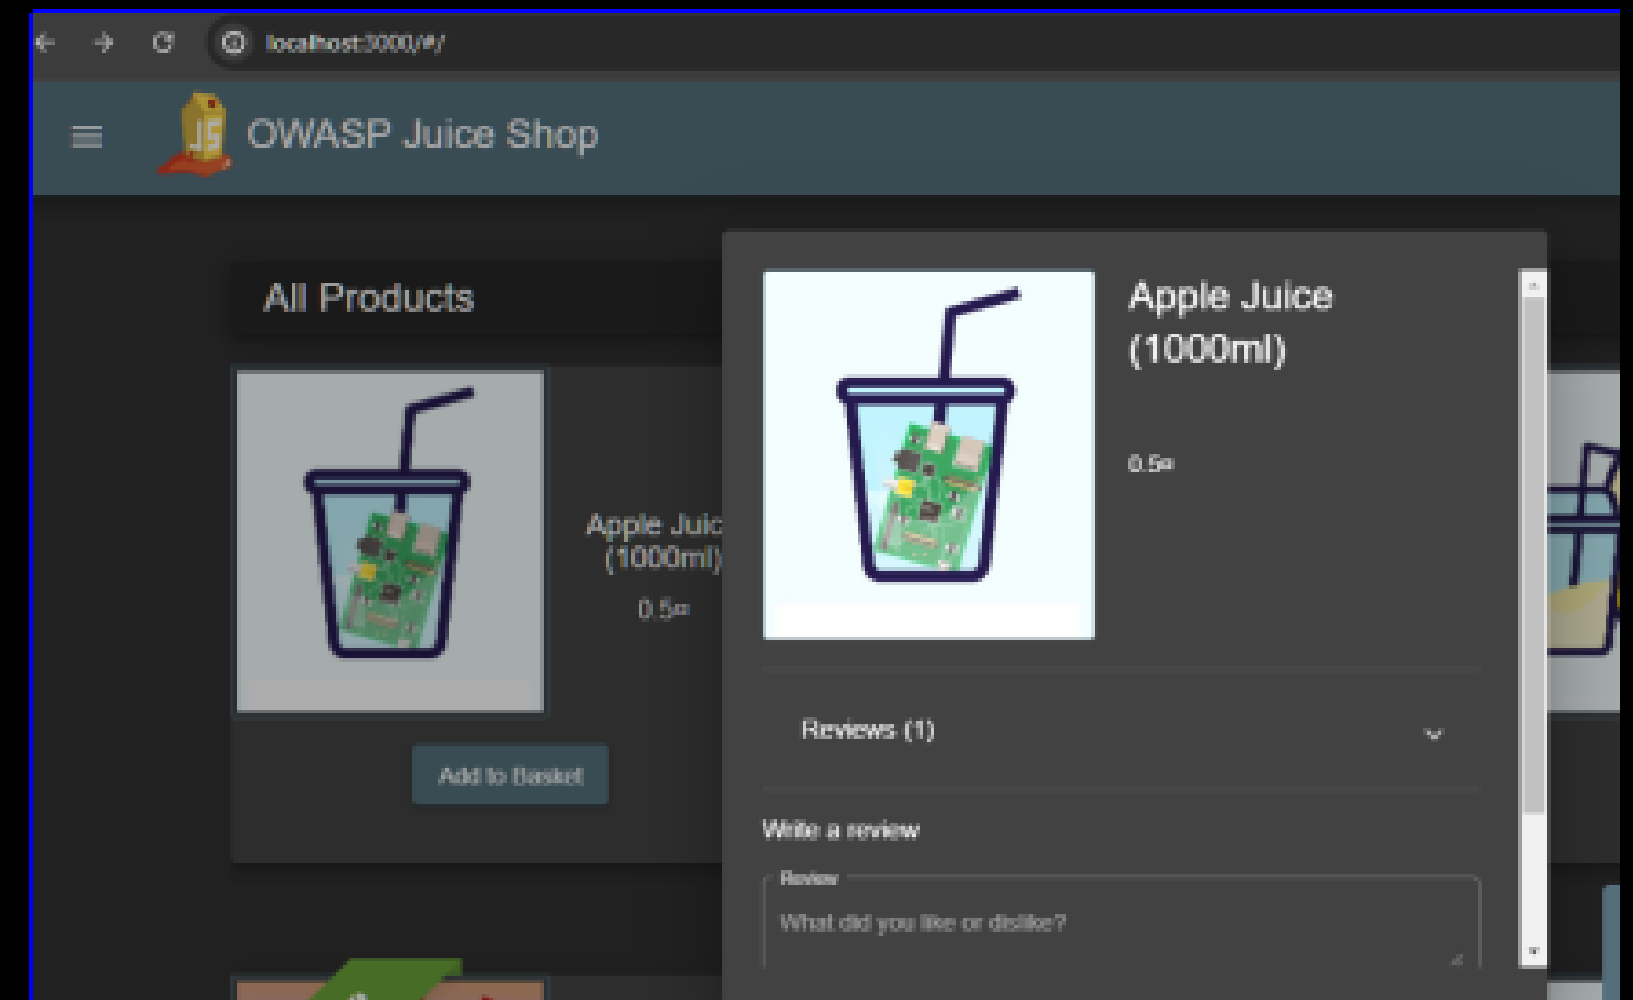 localhost:3000/#/
OWASP Juice Shop
All Products
Apple Juic
(1000ml)
0.5¤
Add to Basket
Apple Juice
(1000ml)
0.5¤
Reviews (1)
Write a review
Review
What did you like or dislike?